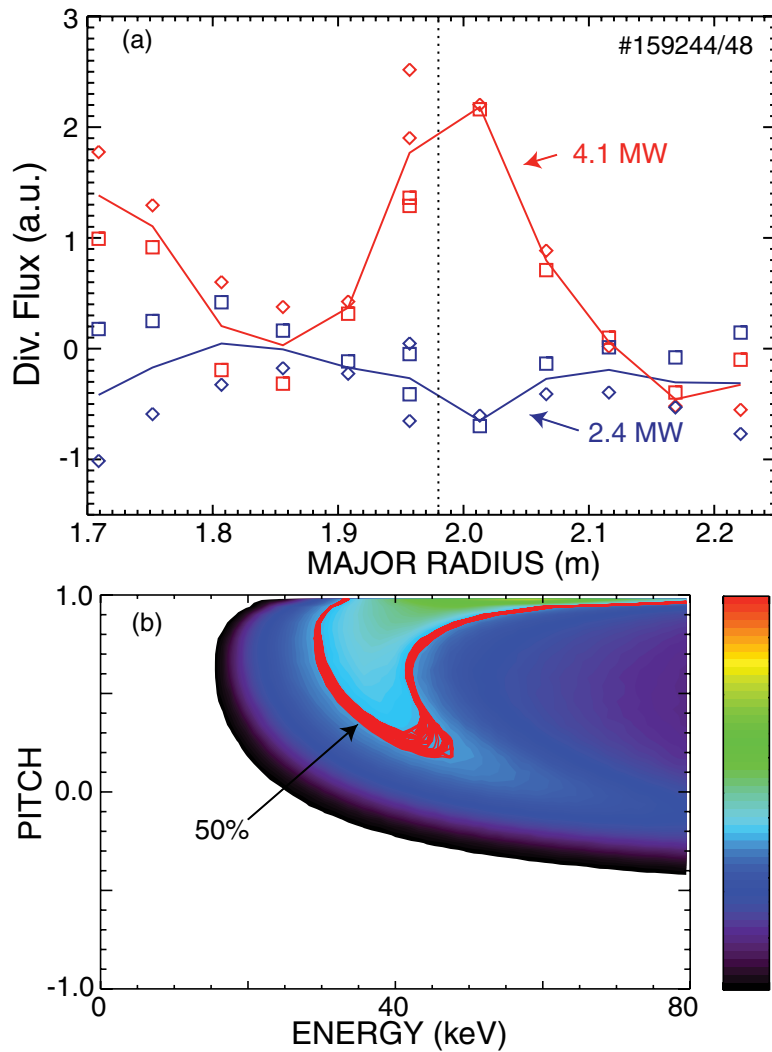 (a)
#159244/48
3
2
1
0
-1
Div. Flux (a.u.)
4.1 MW
2.4 MW
1.7 1.8 1.9 2.0 2.1 2.2
MAJOR RADIUS (m)
(b)
1.0
0.0
-1.0
PITCH
50%
0 40 80
ENERGY (keV)